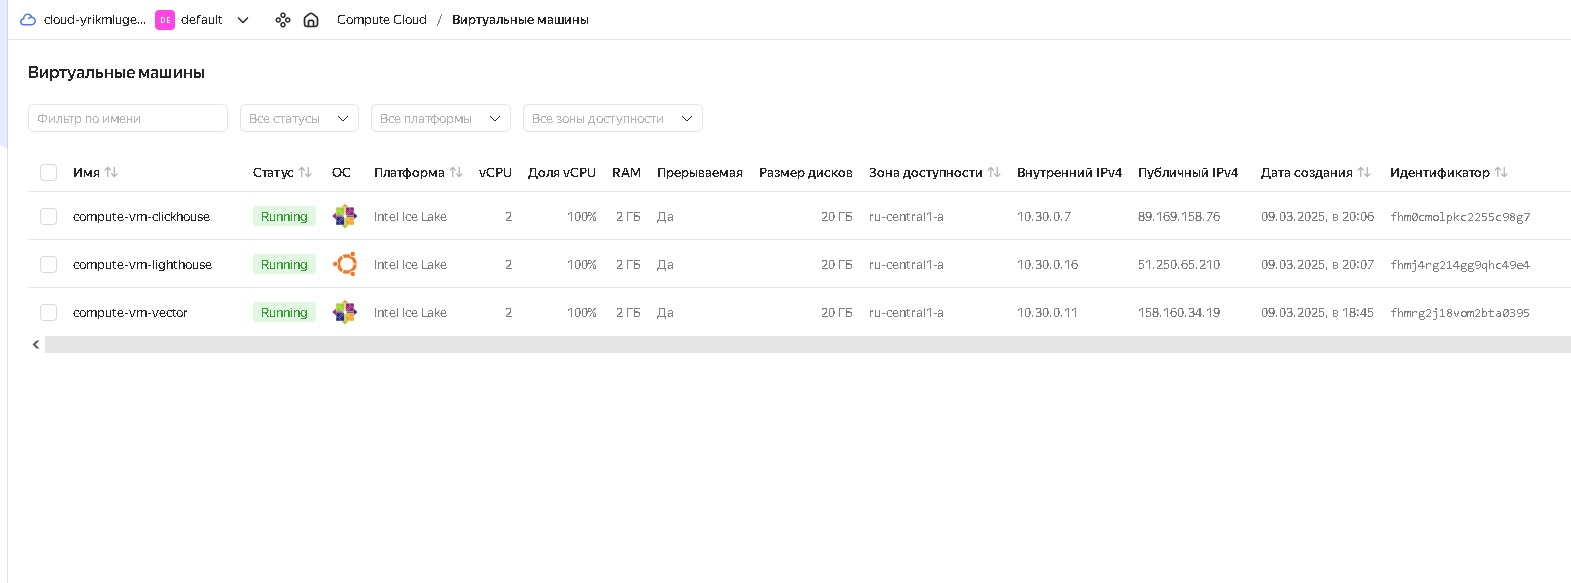 cloud-yrikmluge... DE default Compute Cloud / Виртуальные машины
Виртуальные машины
Фильтр по имени Все статусы Все платформы Все зоны доступности
Имя Статус ОС Платформа vCPU Доля vCPU RAM Прерываемая Размер дисков Зона доступности Внутренний IPv4 Публичный IPv4 Дата создания Идентификатор
compute-vm-clickhouse Running Intel Ice Lake 2 100% 2 ГБ Да 20 ГБ ru-central1-a 10.30.0.7 89.169.158.76 09.03.2025, в 20:06 fhm0cmolpkc2255c98g7
compute-vm-lighthouse Running Intel Ice Lake 2 100% 2 ГБ Да 20 ГБ ru-central1-a 10.30.0.16 51.250.65.210 09.03.2025, в 20:07 fhmj4rg214gg9qhc49e4
compute-vm-vector Running Intel Ice Lake 2 100% 2 ГБ Да 20 ГБ ru-central1-a 10.30.0.11 158.160.34.19 09.03.2025, в 18:45 fhmrg2j18vom2bta0395